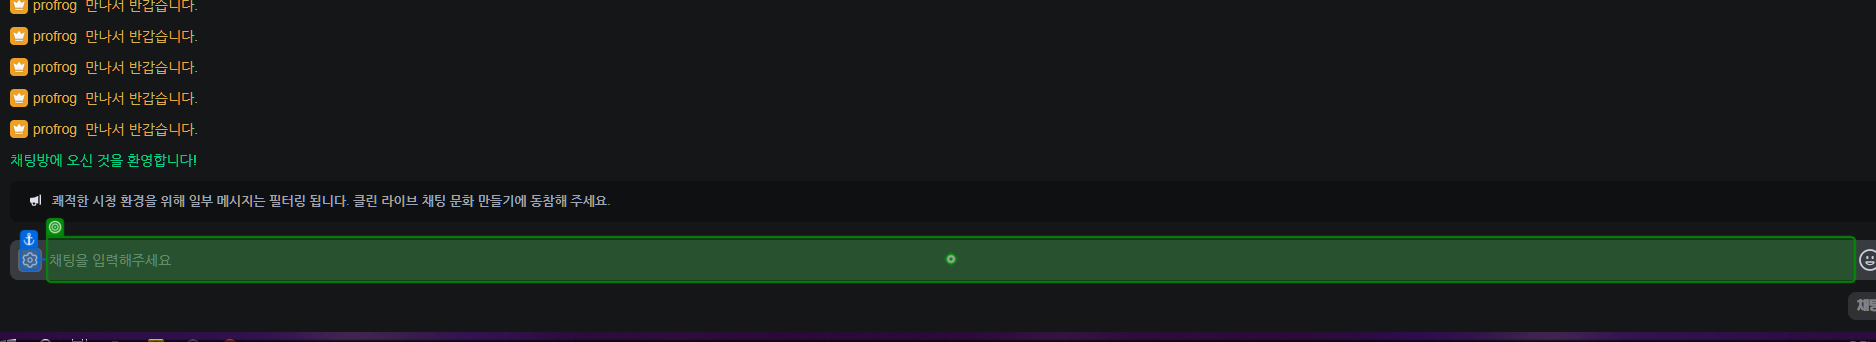 profrog 만나서 반갑습니다.
profrog 만나서 반갑습니다.
profrog 만나서 반갑습니다.
profrog 만나서 반갑습니다.
profrog 만나서 반갑습니다.
채팅방에 오신 것을 환영합니다!
쾌적한 시청 환경을 위해 일부 메시지는 필터링 됩니다. 클린 라이브 채팅 문화 만들기에 동참해 주세요.
채팅을 입력해주세요
채팅